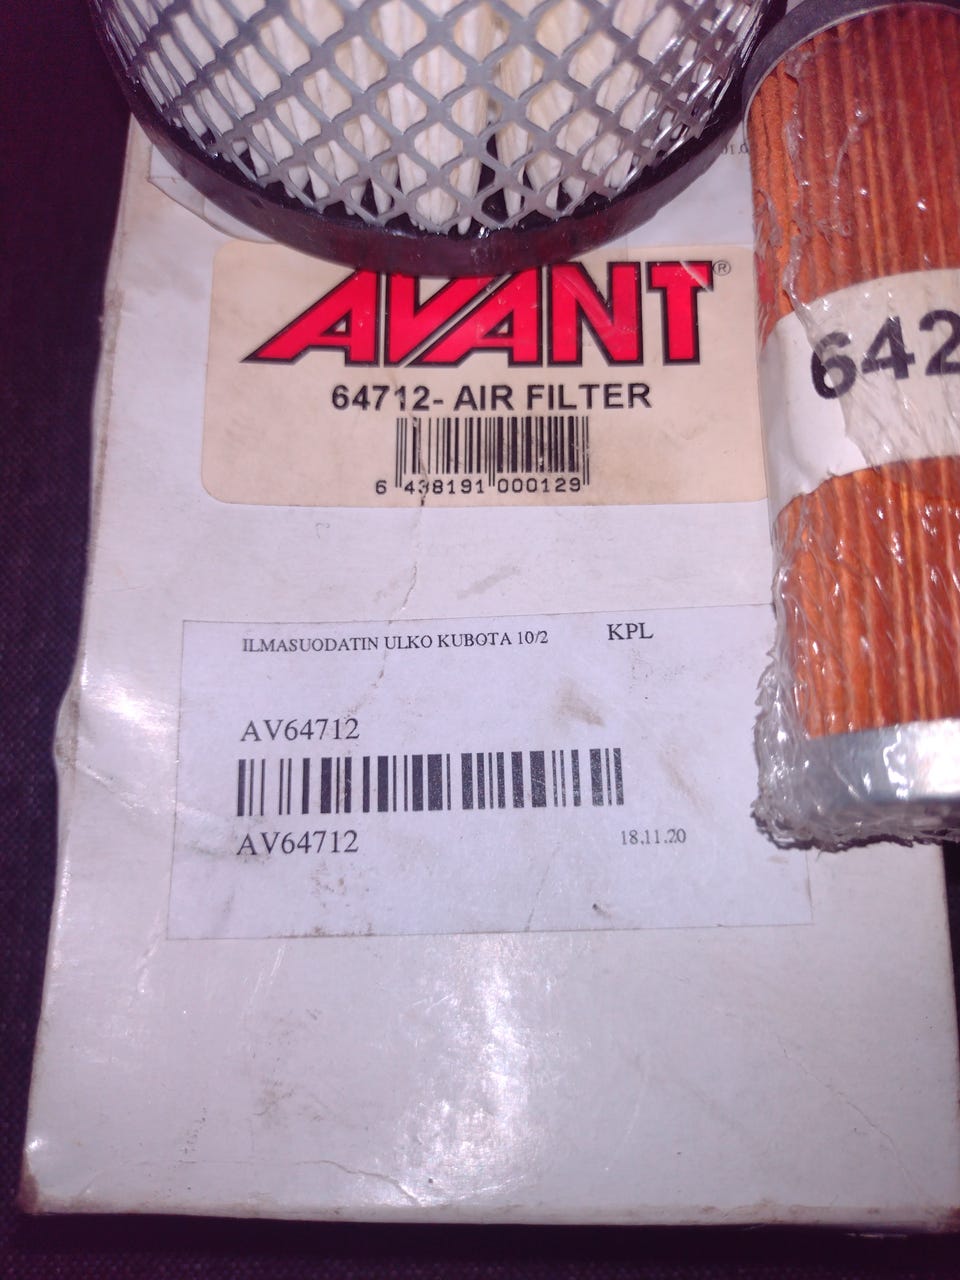 AVANT®
64712- AIR FILTER
6 438191 000129
642
ILMASUODATIN ULKO KUBOTA 10/2 KPL
AV64712
AV64712
18.11.20